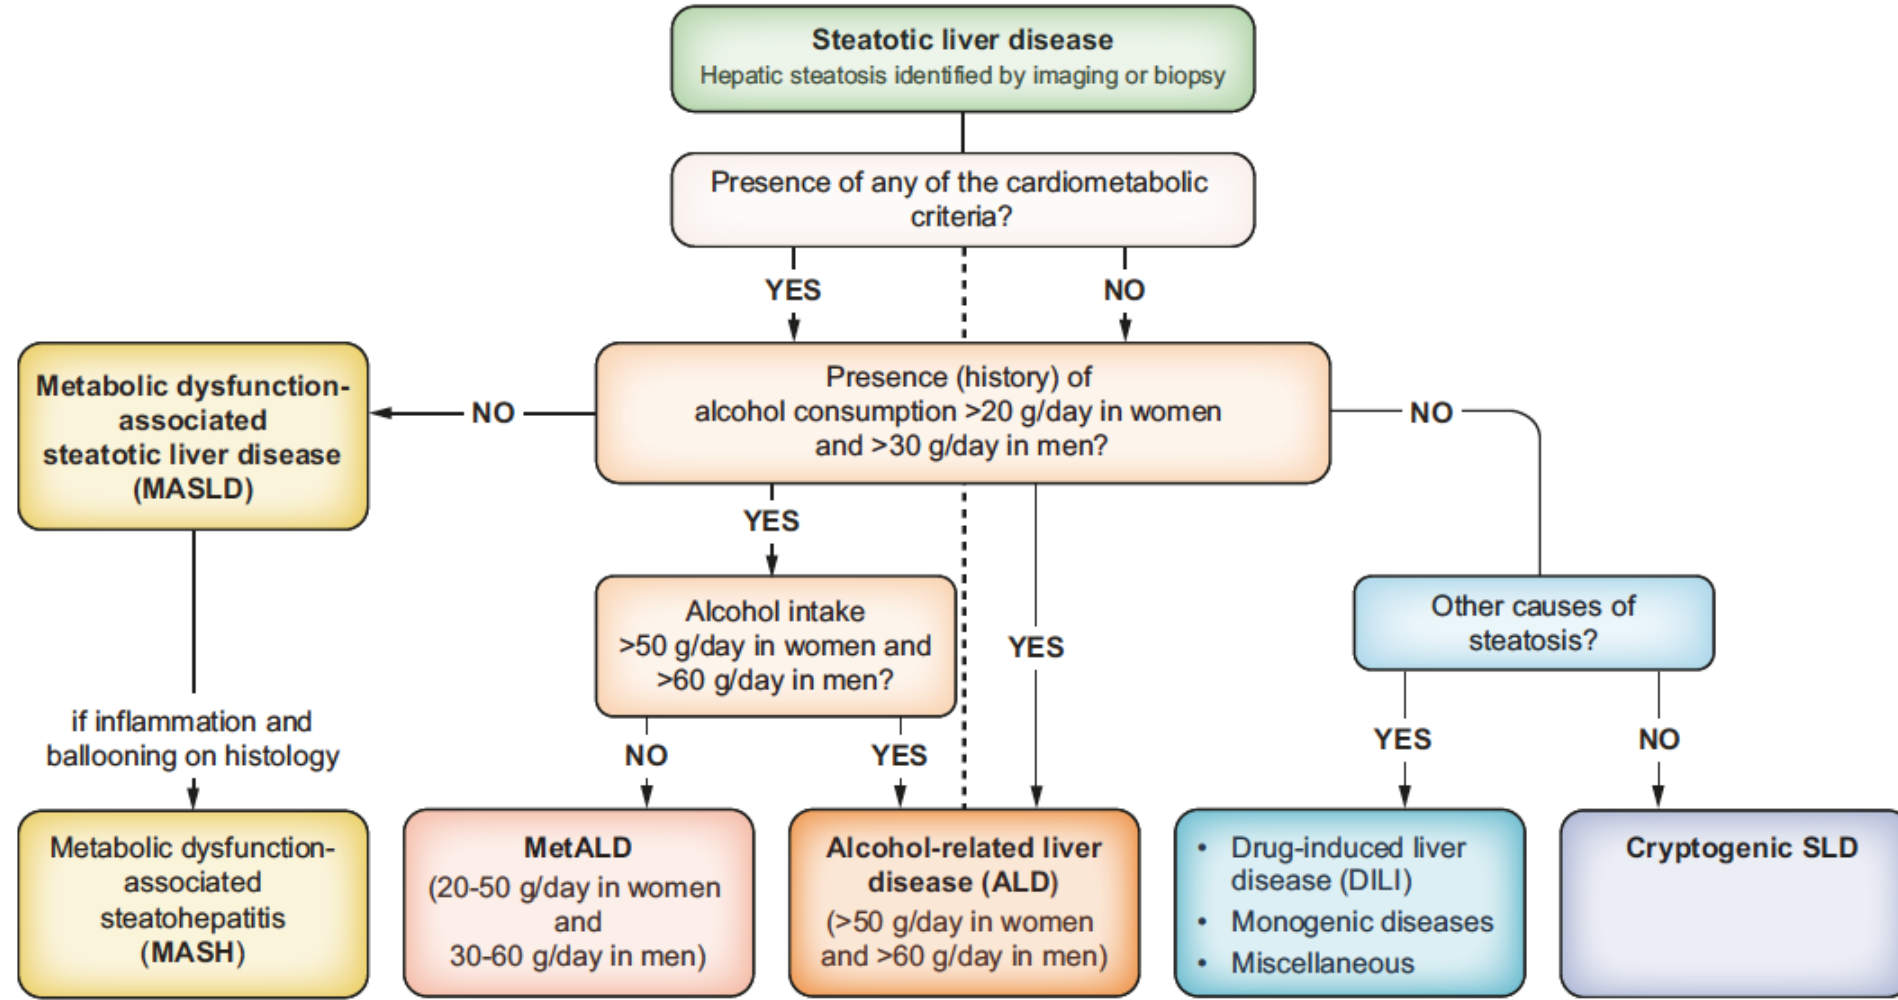 Steatotic liver disease
Hepatic steatosis identified by imaging or biopsy
Presence of any of the cardiometabolic
criteria?
YES
NO
Presence (history) of
alcohol consumption >20 g/day in women
and >30 g/day in men?
NO
NO
Metabolic dysfunction-
associated
steatotic liver disease
(MASLD)
YES
YES
Alcohol intake
>50 g/day in women and
>60 g/day in men?
Other causes of
steatosis?
if inflammation and
ballooning on histology
NO
YES
YES
NO
Metabolic dysfunction-
associated
steatohepatitis
(MASH)
MetALD
(20-50 g/day in women
and
30-60 g/day in men)
Alcohol-related liver
disease (ALD)
(>50 g/day in women
and >60 g/day in men)
• Drug-induced liver
disease (DILI)
• Monogenic diseases
• Miscellaneous
Cryptogenic SLD